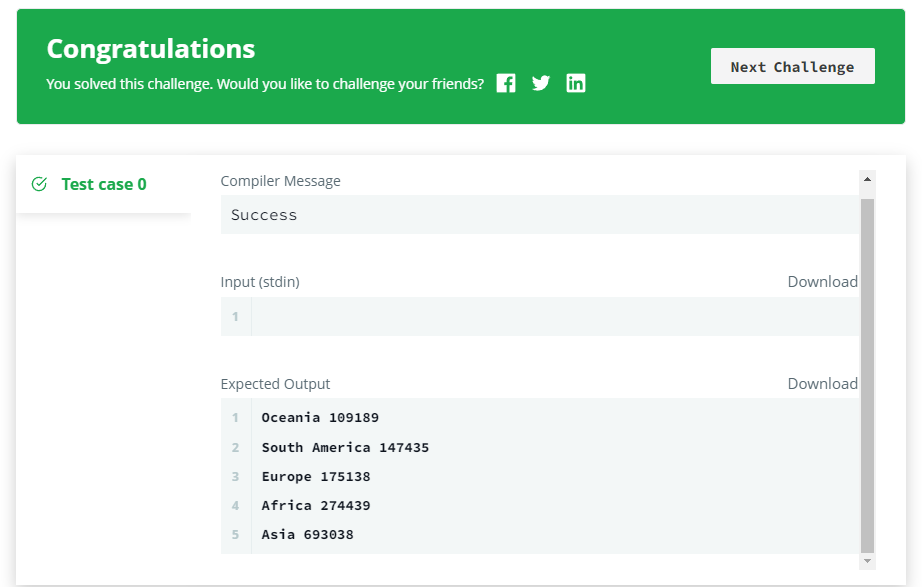 Congratulations
You solved this challenge. Would you like to challenge your friends?
Next Challenge
Test case 0
Compiler Message
Success
Input (stdin)
Download
1
Expected Output
Download
1 Oceania 109189
2 South America 147435
3 Europe 175138
4 Africa 274439
5 Asia 693038